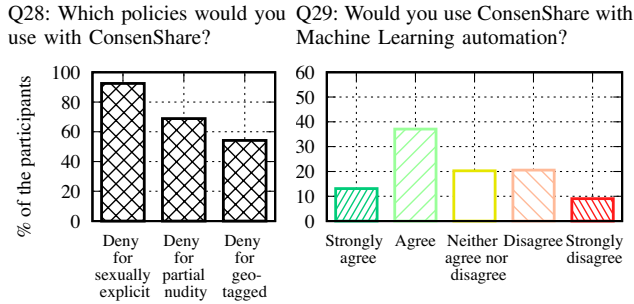 Q28: Which policies would you
use with ConsenShare?
% of the participants
100
80
60
40
20
0
Deny
for
sexually
explicit
Deny
for
partial
nudity
Deny
for
geo-
tagged
Q29: Would you use ConsenShare with
Machine Learning automation?
60
50
40
30
20
10
0
Strongly
agree
Agree
Neither
agree nor
disagree
Disagree
Strongly
disagree